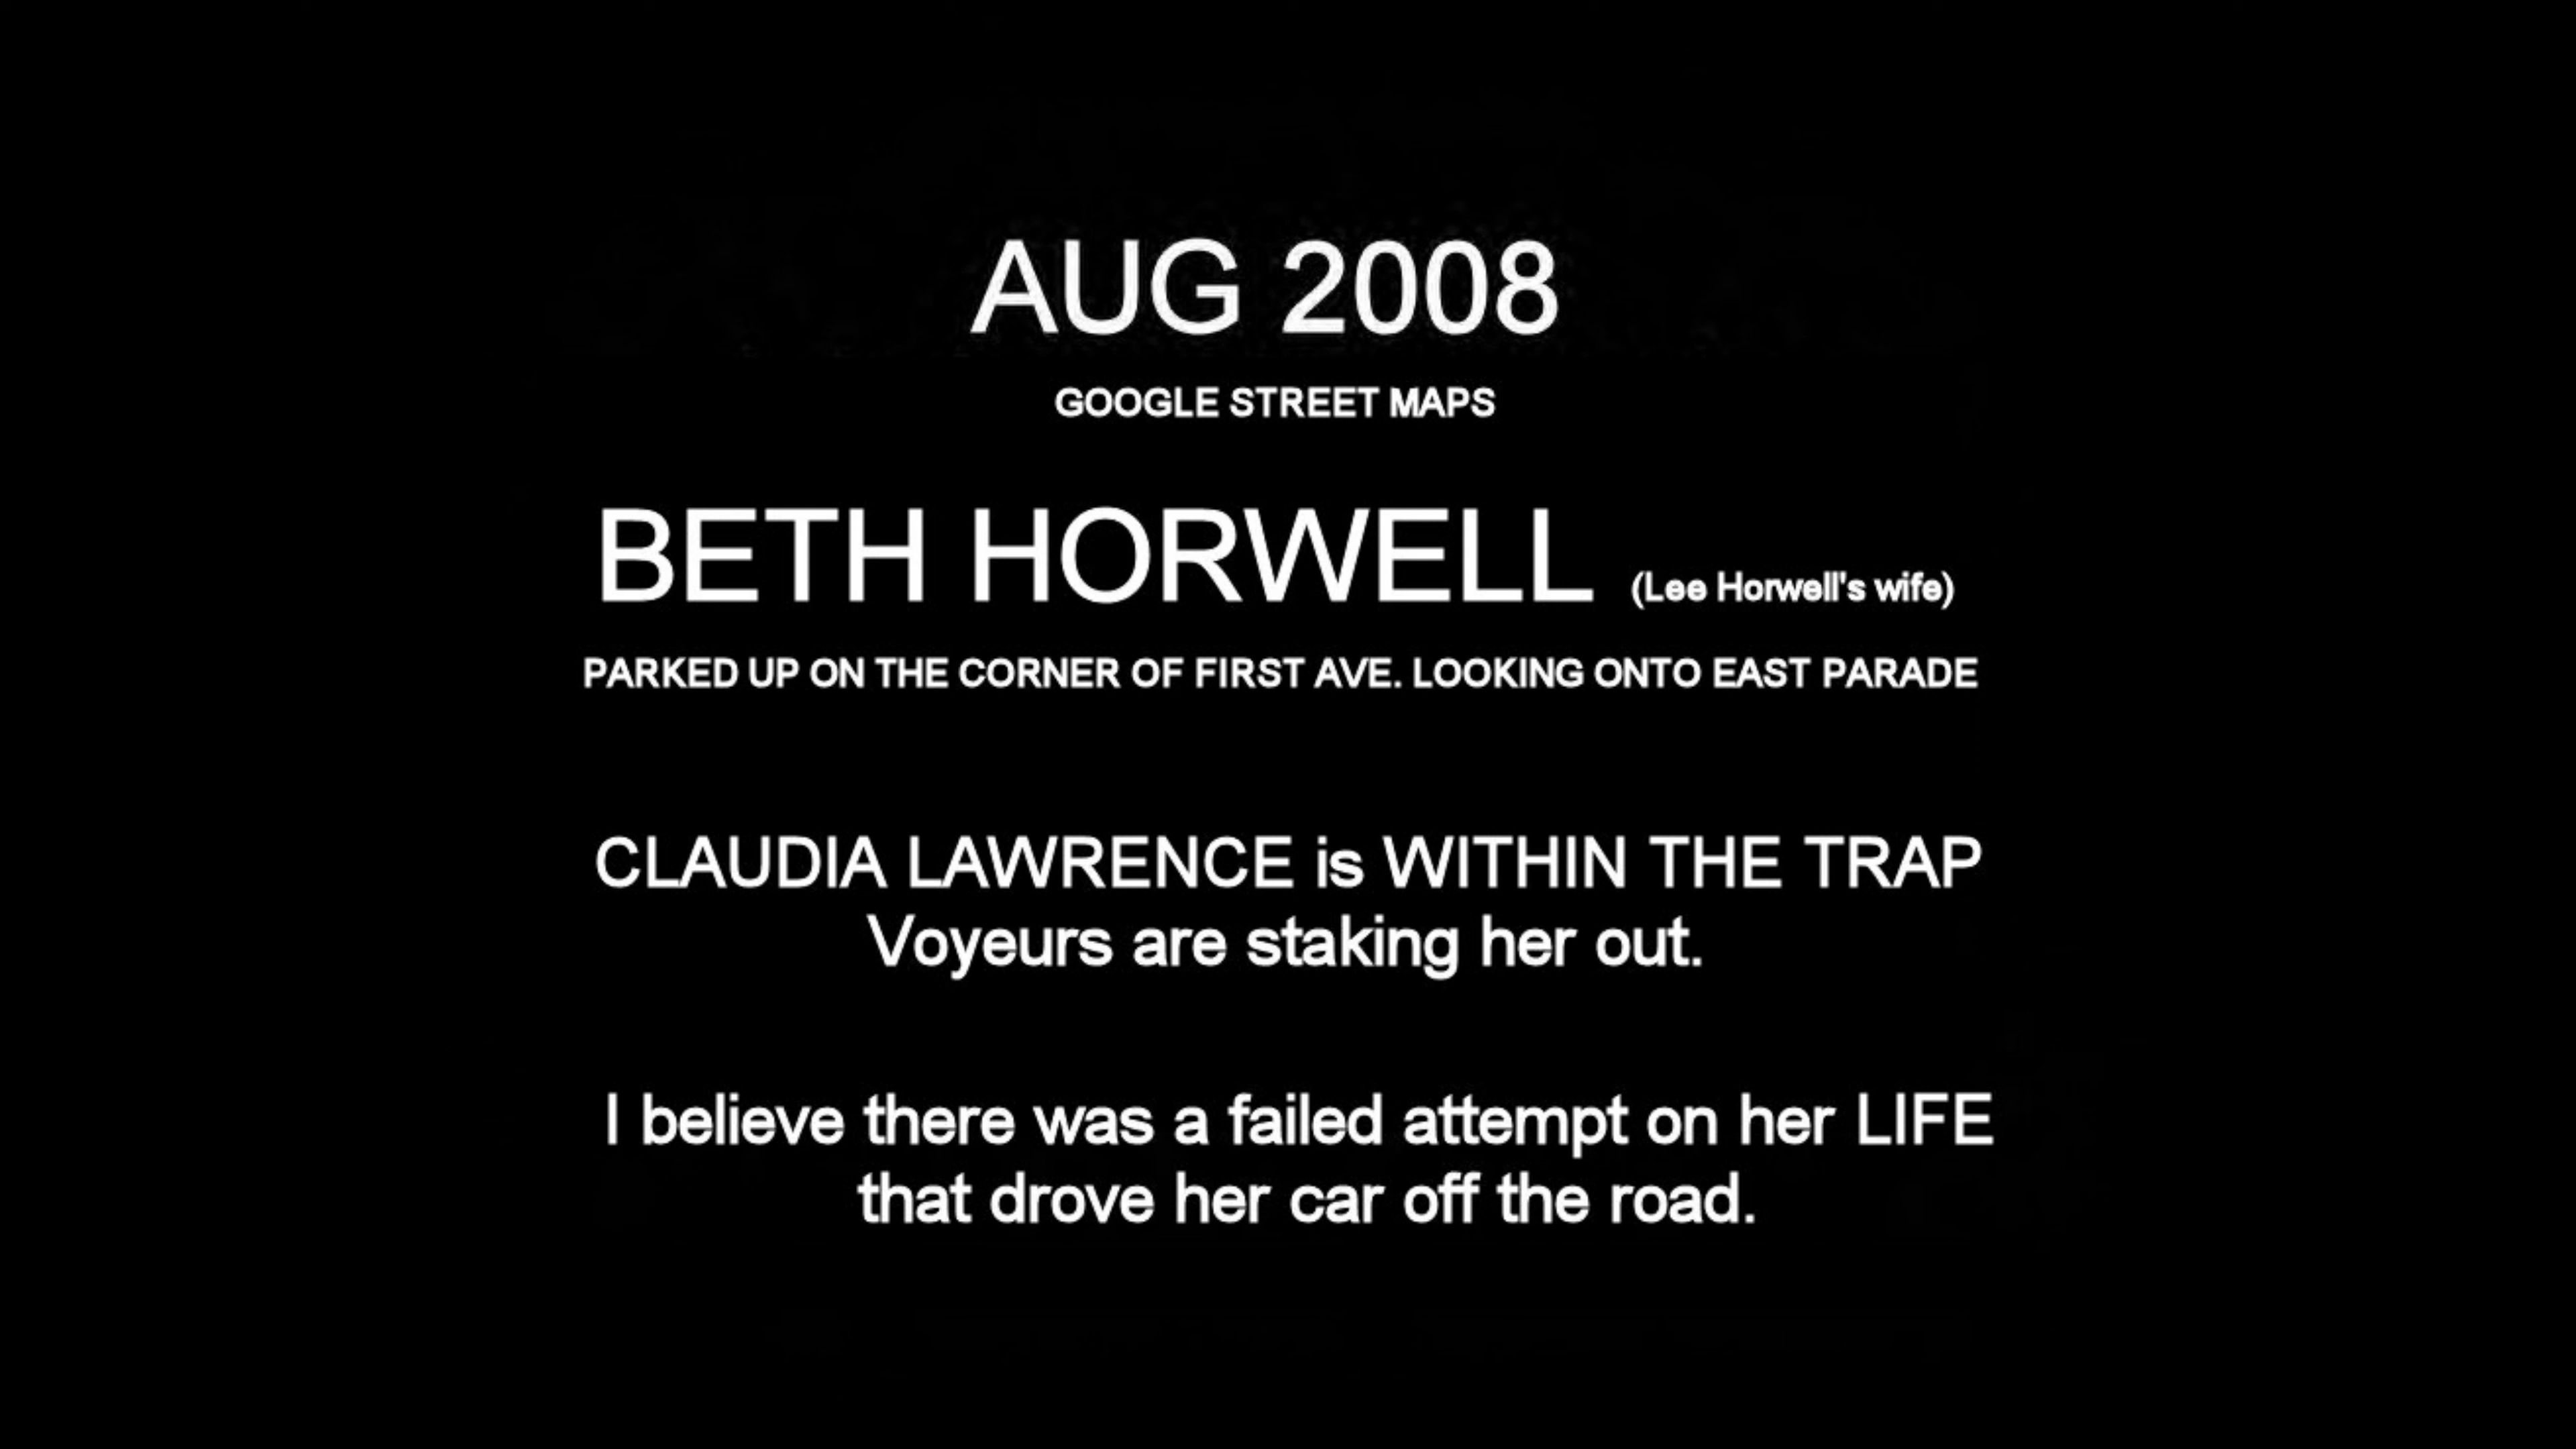 AUG 2008
GOOGLE STREET MAPS
BETH HORWELL (Lee Horwell's wife)
PARKED UP ON THE CORNER OF FIRST AVE. LOOKING ONTO EAST PARADE
CLAUDIA LAWRENCE is WITHIN THE TRAP
Voyeurs are staking her out.
I believe there was a failed attempt on her LIFE
that drove her car off the road.